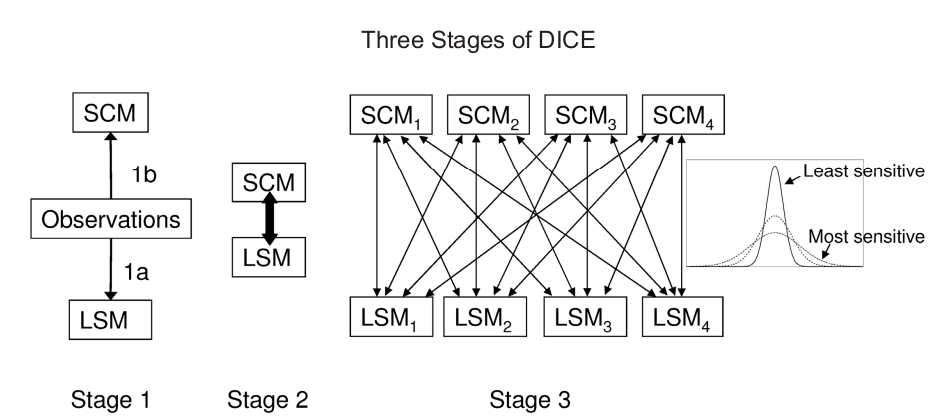 Three Stages of DICE
SCM
1b
Observations
1a
LSM
Stage 1
SCM
LSM
Stage 2
SCM₁ SCM₂ SCM₃ SCM₄
LSM₁ LSM₂ LSM₃ LSM₄
Least sensitive
Most sensitive
Stage 3